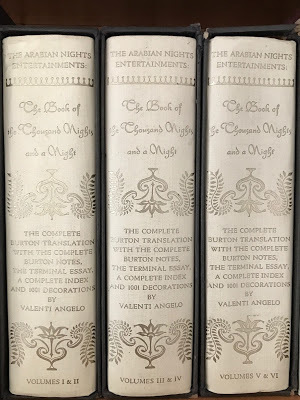 THE ARABIAN NIGHTS
ENTERTAINMENTS:
The Book of
the Thousand Nights
and a Night
THE COMPLETE
BURTON TRANSLATION
WITH THE COMPLETE
BURTON NOTES,
THE TERMINAL ESSAY,
A COMPLETE INDEX
AND 1001 DECORATIONS
BY
VALENTI ANGELO
VOLUMES I & II
THE ARABIAN NIGHTS
ENTERTAINMENTS:
The Book of
the Thousand Nights
and a Night
THE COMPLETE
BURTON TRANSLATION
WITH THE COMPLETE
BURTON NOTES,
THE TERMINAL ESSAY,
A COMPLETE INDEX
AND 1001 DECORATIONS
BY
VALENTI ANGELO
VOLUMES III & IV
THE ARABIAN NIGHTS
ENTERTAINMENTS:
The Book of
the Thousand Nights
and a Night
THE COMPLETE
BURTON TRANSLATION
WITH THE COMPLETE
BURTON NOTES,
THE TERMINAL ESSAY,
A COMPLETE INDEX
AND 1001 DECORATIONS
BY
VALENTI ANGELO
VOLUMES V & VI